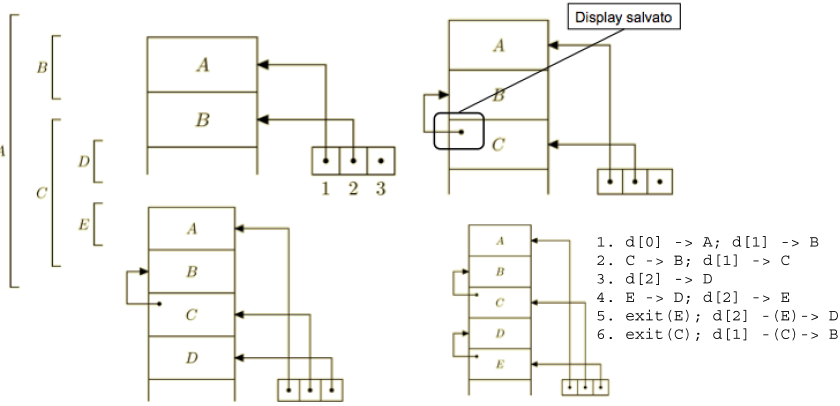 Display salvato
A
B
C
D
E
A
B
1 2 3
A
B
C
A
B
C
D
A
B
C
D
E
1. d[0] -> A; d[1] -> B
2. C -> B; d[1] -> C
3. d[2] -> D
4. E -> D; d[2] -> E
5. exit(E); d[2] -(E)-> D
6. exit(C); d[1] -(C)-> B